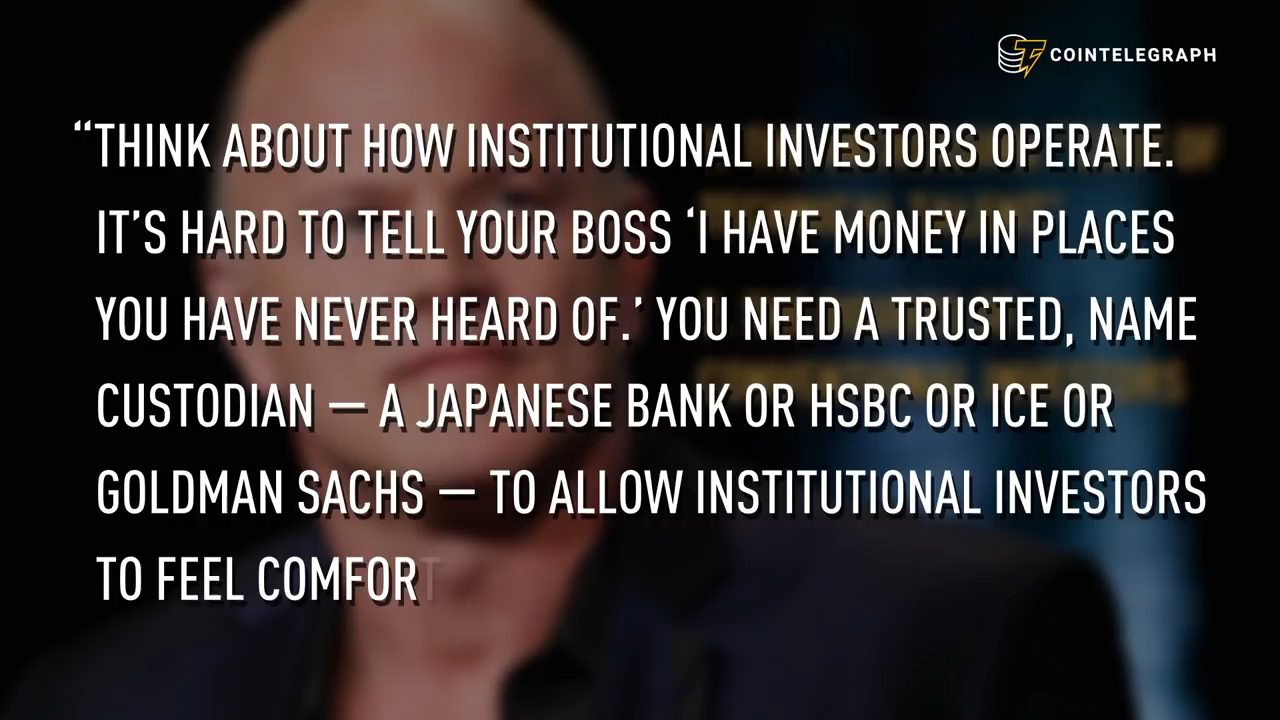 COINTELEGRAPH
“THINK ABOUT HOW INSTITUTIONAL INVESTORS OPERATE.
IT’S HARD TO TELL YOUR BOSS ‘I HAVE MONEY IN PLACES
YOU HAVE NEVER HEARD OF.’ YOU NEED A TRUSTED, NAME
CUSTODIAN — A JAPANESE BANK OR HSBC OR ICE OR
GOLDMAN SACHS — TO ALLOW INSTITUTIONAL INVESTORS
TO FEEL COMFORT